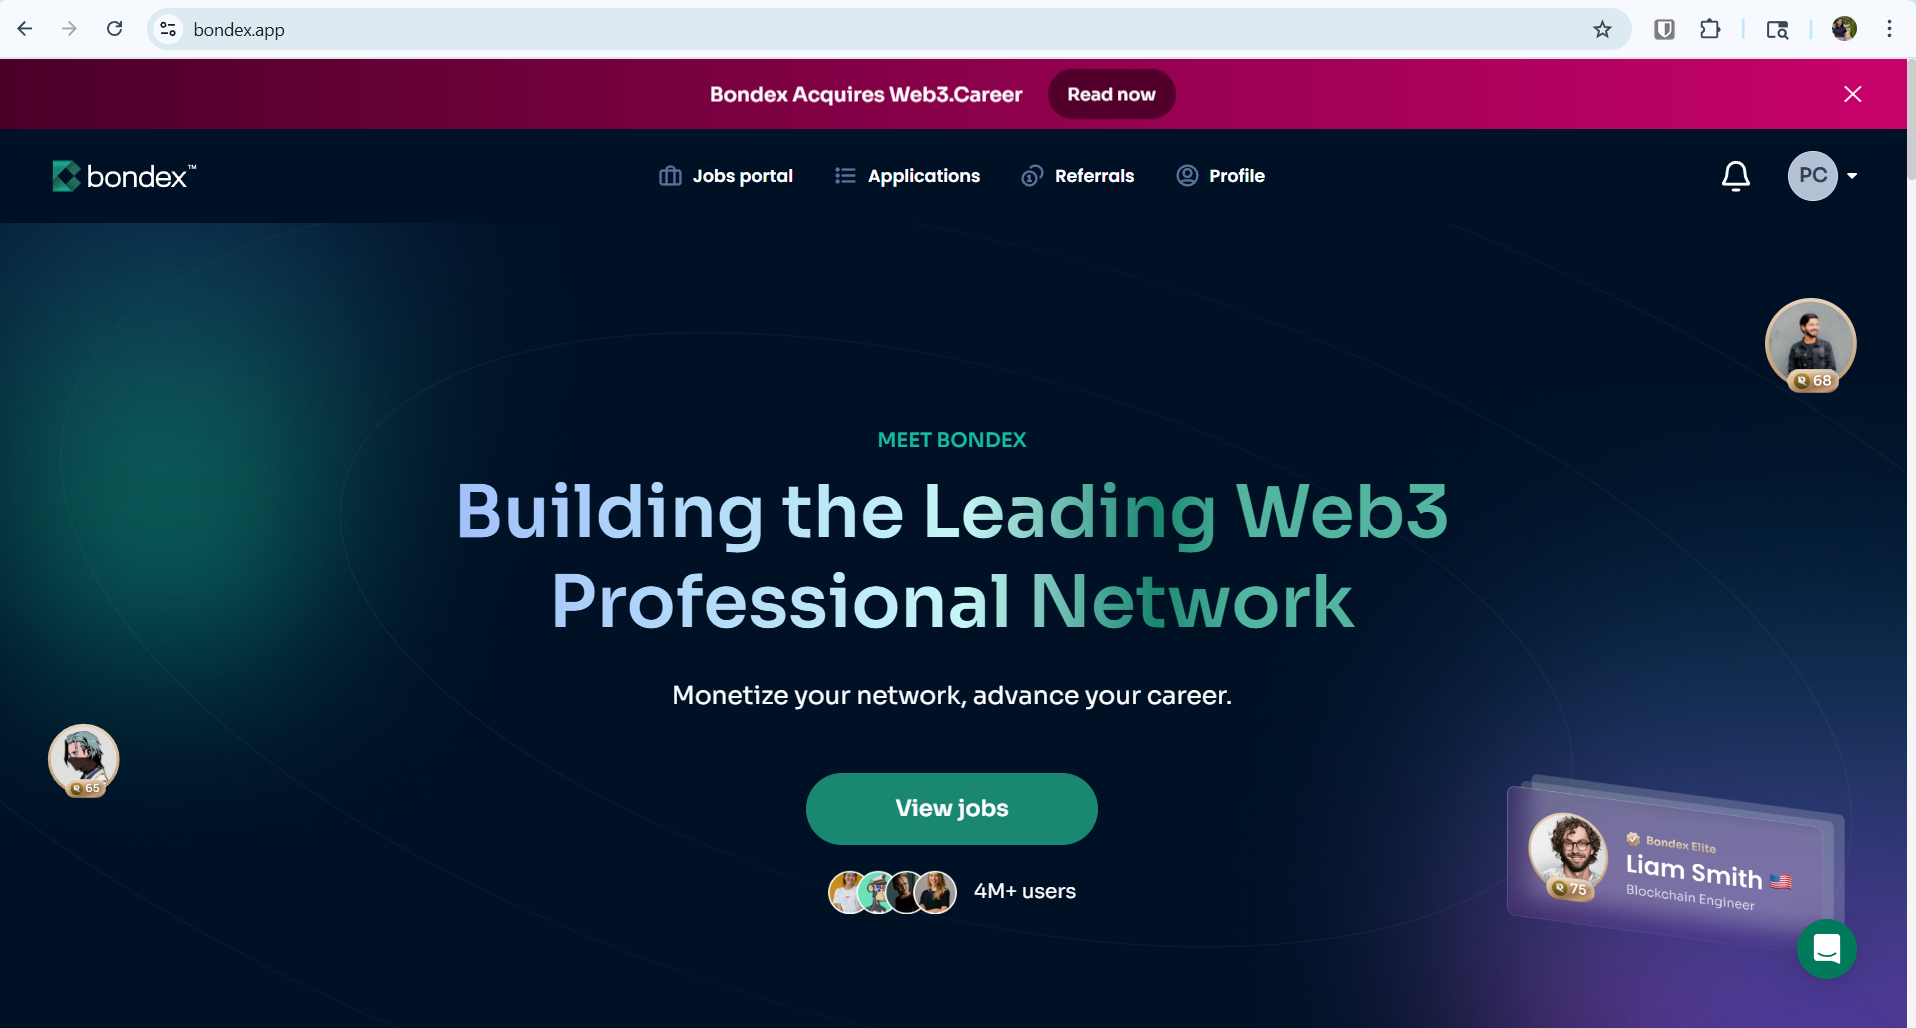 bondex.app
Bondex Acquires Web3.Career
Read now
bondex™
Jobs portal
Applications
Referrals
Profile
PC
68
MEET BONDEX
Building the Leading Web3
Professional Network
Monetize your network, advance your career.
65
View jobs
4M+ users
Bondex Elite
Liam Smith
Blockchain Engineer
75